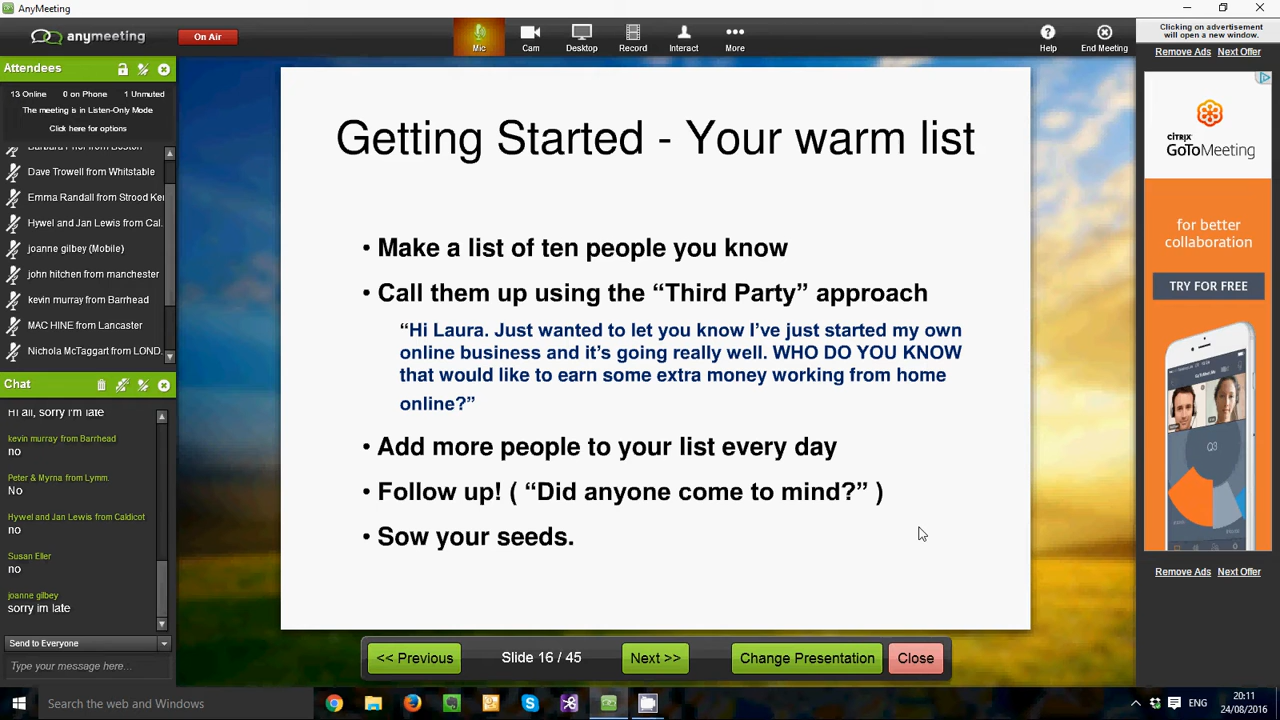 AnyMeeting
anymeeting
On Air
Mic
Cam
Desktop
Record
Interact
More
Help
End Meeting
Clicking on advertisement
will open a new window.
Remove Ads Next Offer
Attendees
13 Online 0 on Phone 1 Unmuted
The meeting is in Listen-Only Mode
Click here for options
Dave Trowell from Whitstable
Emma Randall from Strood Ker
Hywel and Jan Lewis from Cal.
joanne gilbey (Mobile)
john hitchen from manchester
kevin murray from Barrhead
MAC HINE from Lancaster
Nichola McTaggart from LOND.
Chat
Hi all, sorry i'm late
kevin murray from Barrhead
no
Peter & Myrna from Lymm.
No
Hywel and Jan Lewis from Caldicot
no
Susan Eller
no
joanne gilbey
sorry im late
Send to Everyone
Type your message here...
Getting Started - Your warm list
• Make a list of ten people you know
• Call them up using the “Third Party” approach
“Hi Laura. Just wanted to let you know I’ve just started my own
online business and it’s going really well. WHO DO YOU KNOW
that would like to earn some extra money working from home
online?”
• Add more people to your list every day
• Follow up! ( “Did anyone come to mind?” )
• Sow your seeds.
<< Previous
Slide 16 / 45
Next >>
Change Presentation
Close
CITRIX
GoToMeeting
for better
collaboration
TRY FOR FREE
Q3
Remove Ads Next Offer
Search the web and Windows
ENG
20:11
24/08/2016